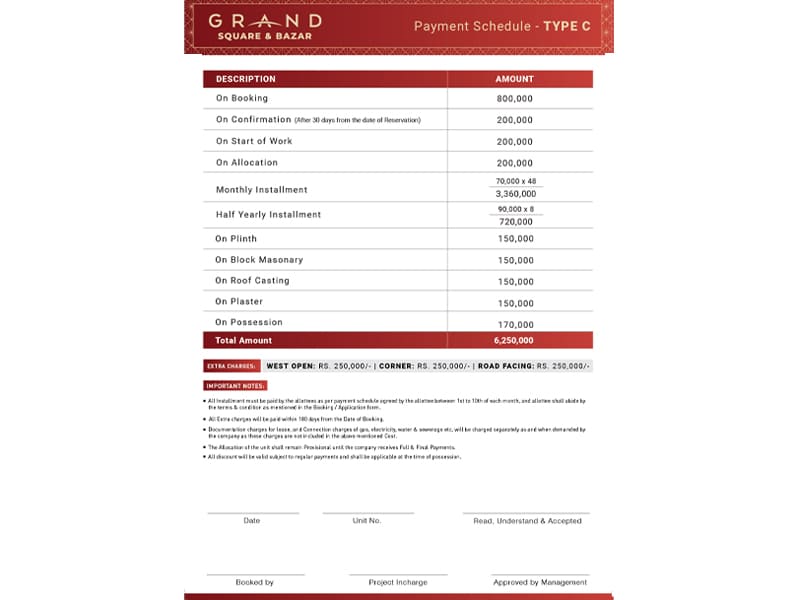 GRAND
SQUARE & BAZAR
Payment Schedule - TYPE C
DESCRIPTION AMOUNT
On Booking 800,000
On Confirmation (After 30 days from the date of Reservation) 200,000
On Start of Work 200,000
On Allocation 200,000
Monthly Installment 70,000 x 48
3,360,000
Half Yearly Installment 90,000 x 8
720,000
On Plinth 150,000
On Block Masonary 150,000
On Roof Casting 150,000
On Plaster 150,000
On Possession 170,000
Total Amount 6,250,000
EXTRA CHARGES: WEST OPEN: RS. 250,000/- | CORNER: RS. 250,000/- | ROAD FACING: RS. 250,000/-
IMPORTANT NOTES:
• All Installment must be paid by the allottees as per payment schedule agreed by the allottee between 1st to 10th of each month, and allottee shall abide by
the terms & condition as mentioned in the Booking / Application form.
• All Extra charges will be paid within 180 days from the Date of Booking.
• Documentation charges for lease, and Connection charges of gas, electricity, water & sewerage etc, will be charged separately as and when demanded by
the company as these charges are not included in the above mentioned Cost.
• The Allocation of the unit shall remain Provisional until the company receives Full & Final Payments.
• All discount will be valid subject to regular payments and shall be applicable at the time of possession.
Date Unit No. Read, Understand & Accepted
Booked by Project Incharge Approved by Management